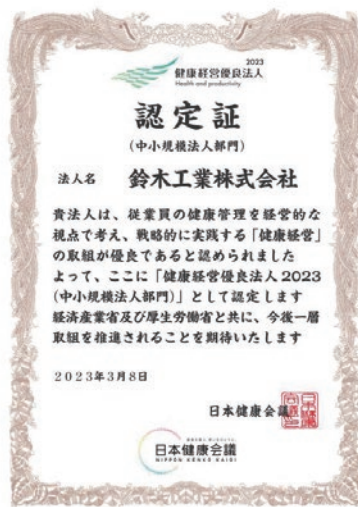 2023
健康経営優良法人
Health and productivity
認定証
(中小規模法人部門)
法人名 鈴木工業株式会社
貴法人は、従業員の健康管理を経営的な
視点で考え、戦略的に実践する「健康経営」
の取組が優良であると認められました
よって、ここに「健康経営優良法人2023
(中小規模法人部門)」として認定します
経済産業省及び厚生労働省と共に、今後一層
取組を推進されることを期待いたします
2023年3月8日
日本健康会議
日本健康会議
NIPPON KENKO KAIGI